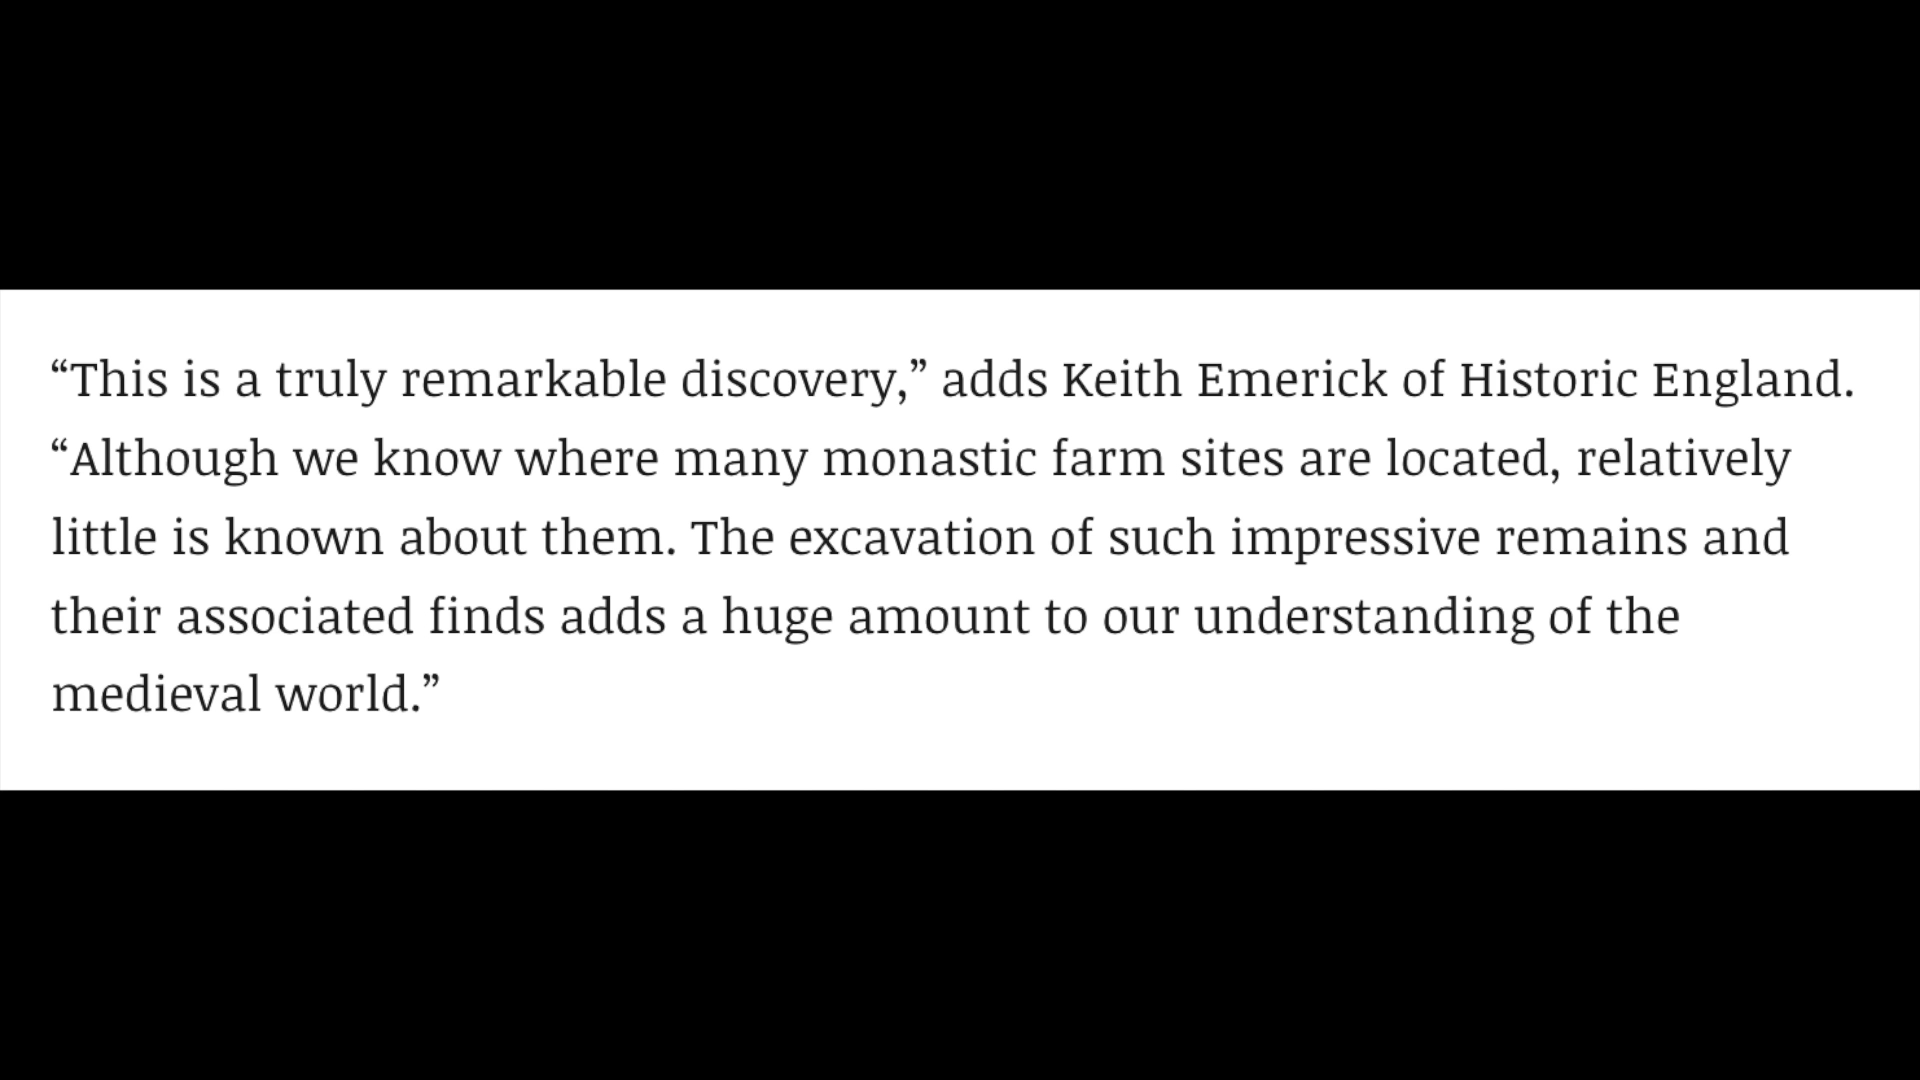 “This is a truly remarkable discovery,” adds Keith Emerick of Historic England.
“Although we know where many monastic farm sites are located, relatively
little is known about them. The excavation of such impressive remains and
their associated finds adds a huge amount to our understanding of the
medieval world.”